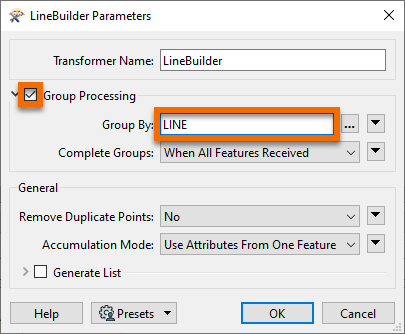 LineBuilder Parameters
Transformer Name: LineBuilder
Group Processing
Group By: LINE ...
Complete Groups: When All Features Received
General
Remove Duplicate Points: No
Accumulation Mode: Use Attributes From One Feature
Generate List
Help Presets OK Cancel